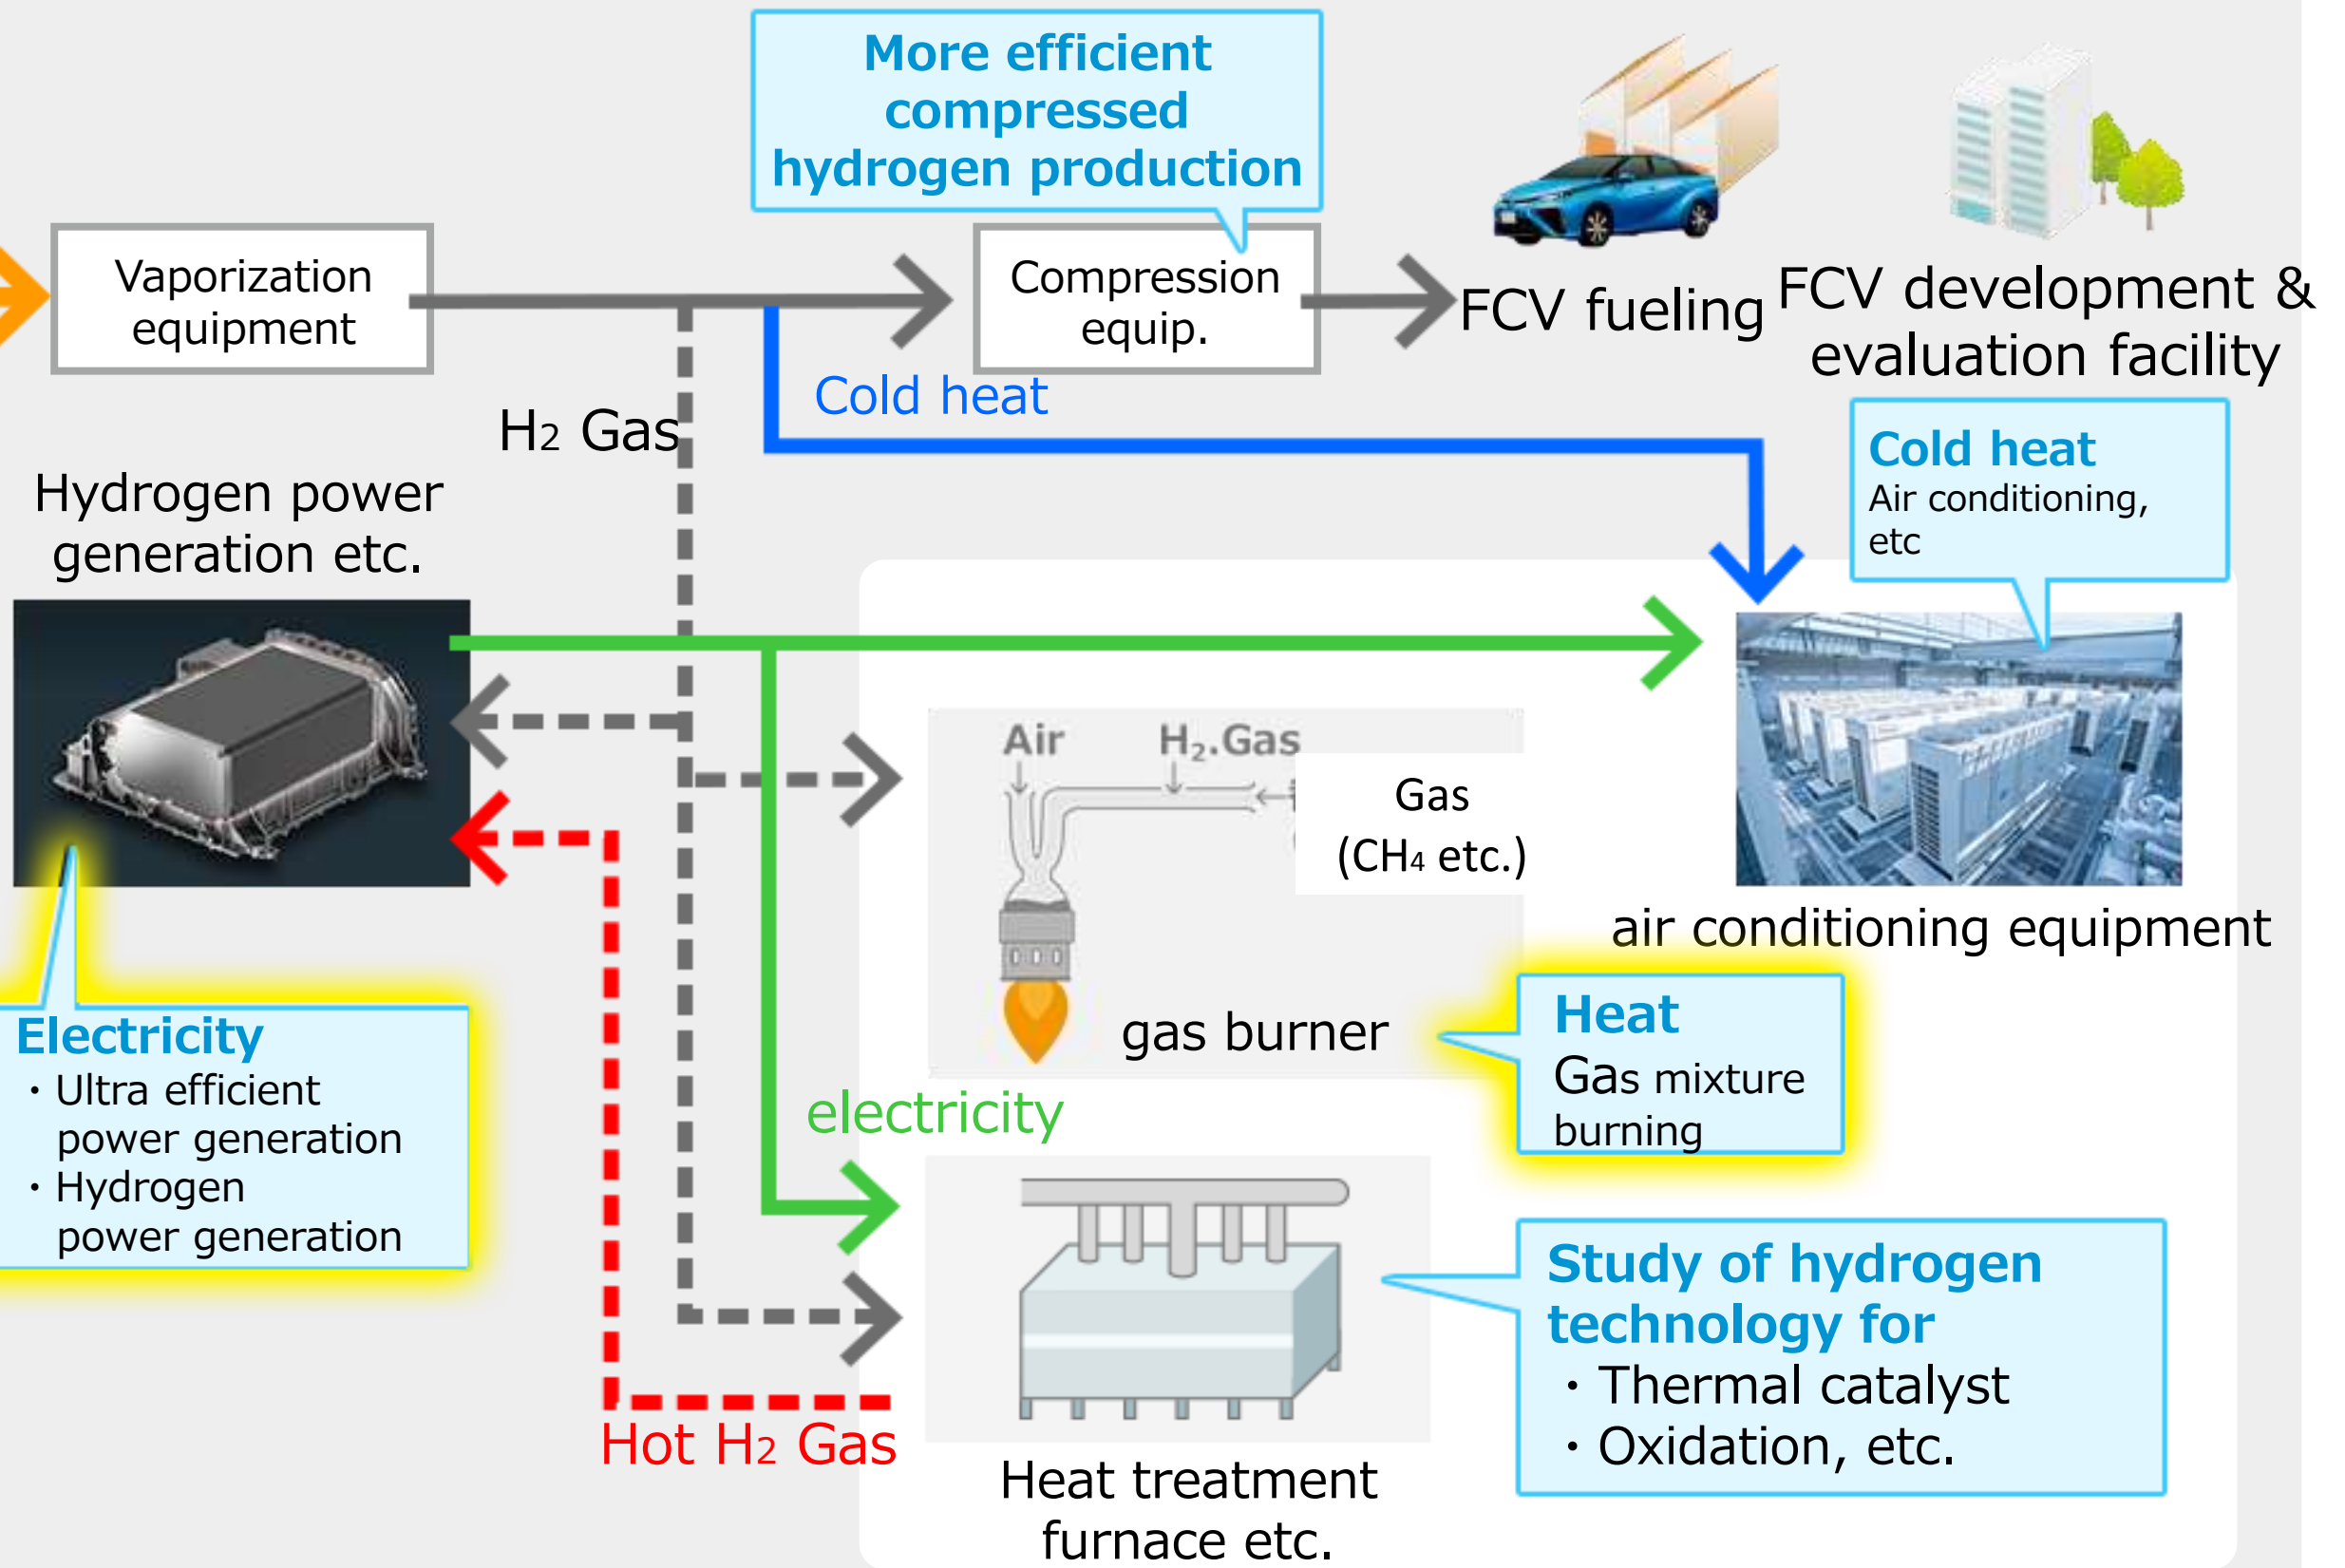 More efficient
compressed
hydrogen production
Vaporization
equipment
Compression
equip.
FCV fueling
FCV development &
evaluation facility
Cold heat
H2 Gas
Cold heat
Air conditioning,
etc
Hydrogen power
generation etc.
Air
H2.Gas
Gas
(CH4 etc.)
air conditioning equipment
gas burner
Heat
Gas mixture
burning
Electricity
・Ultra efficient
power generation
・Hydrogen
power generation
electricity
Study of hydrogen
technology for
・Thermal catalyst
・Oxidation, etc.
Hot H2 Gas
Heat treatment
furnace etc.